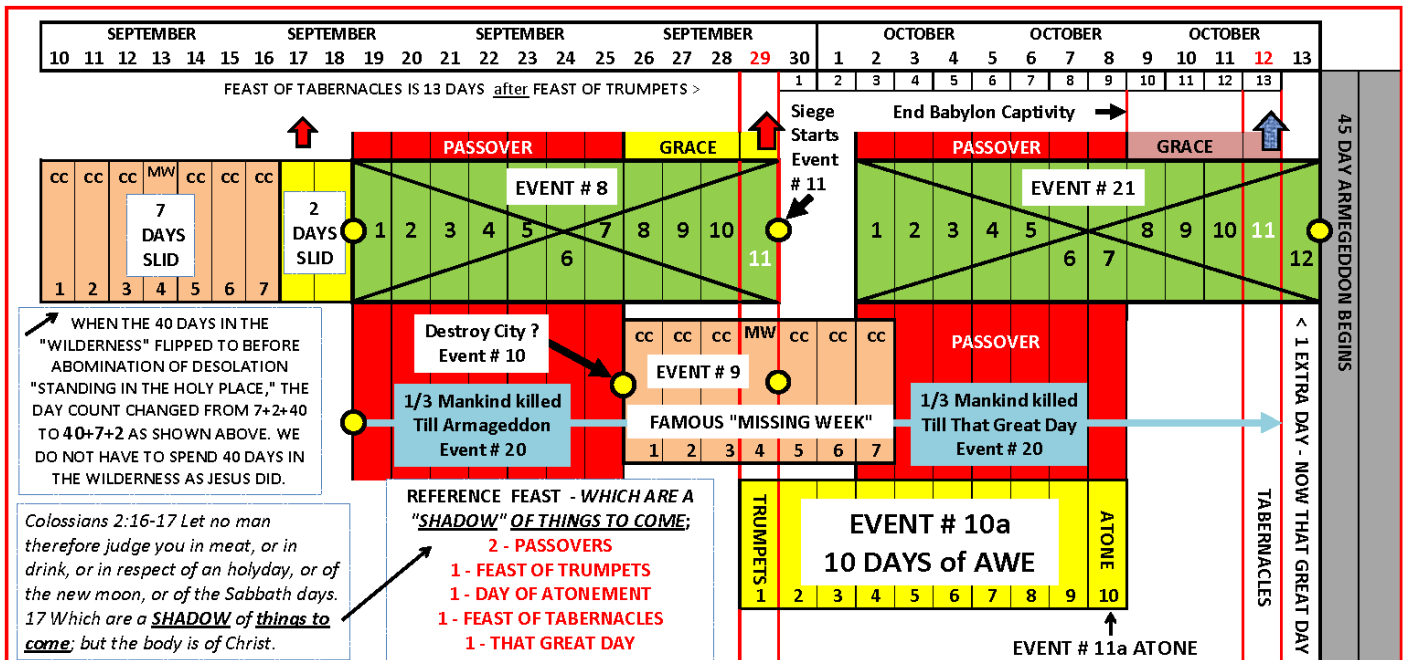 SEPTEMBER SEPTEMBER SEPTEMBER SEPTEMBER OCTOBER OCTOBER OCTOBER
10 11 12 13 14 15 16 17 18 19 20 21 22 23 24 25 26 27 28 29 30 1 2 3 4 5 6 7 8 9 10 11 12 13
1 2 3 4 5 6 7 8 9 10 11 12 13
FEAST OF TABERNACLES IS 13 DAYS after FEAST OF TRUMPETS >
Siege
Starts
Event
# 11
End Babylon Captivity
PASSOVER GRACE
PASSOVER GRACE
CC CC CC MW CC CC CC
7
DAYS
SLID
1 2 3 4 5 6 7
2
DAYS
SLID
EVENT # 8
1 2 3 4 5 6 7 8 9 10 11
EVENT # 21
1 2 3 4 5 6 7 8 9 10 11 12
45 DAY ARMEGEDDON BEGINS
WHEN THE 40 DAYS IN THE
"WILDERNESS" FLIPPED TO BEFORE
ABOMINATION OF DESOLATION
"STANDING IN THE HOLY PLACE," THE
DAY COUNT CHANGED FROM 7+2+40
TO 40+7+2 AS SHOWN ABOVE. WE
DO NOT HAVE TO SPEND 40 DAYS IN
THE WILDERNESS AS JESUS DID.
Destroy City ?
Event # 10
1/3 Mankind killed
Till Armageddon
Event # 20
CC CC CC MW CC CC CC
EVENT # 9
FAMOUS "MISSING WEEK"
1 2 3 4 5 6 7
PASSOVER
1/3 Mankind killed
Till That Great Day
Event # 20
< 1 EXTRA DAY - NOW THAT GREAT DAY
TABERNACLES
Colossians 2:16-17 Let no man
therefore judge you in meat, or in
drink, or in respect of an holyday, or of
the new moon, or of the Sabbath days.
17 Which are a SHADOW of things to
come; but the body is of Christ.
REFERENCE FEAST - WHICH ARE A
"SHADOW" OF THINGS TO COME;
2 - PASSOVERS
1 - FEAST OF TRUMPETS
1 - DAY OF ATONEMENT
1 - FEAST OF TABERNACLES
1 - THAT GREAT DAY
TRUMPETS
EVENT # 10a
10 DAYS of AWE
ATONE
1 2 3 4 5 6 7 8 9 10
EVENT # 11a ATONE